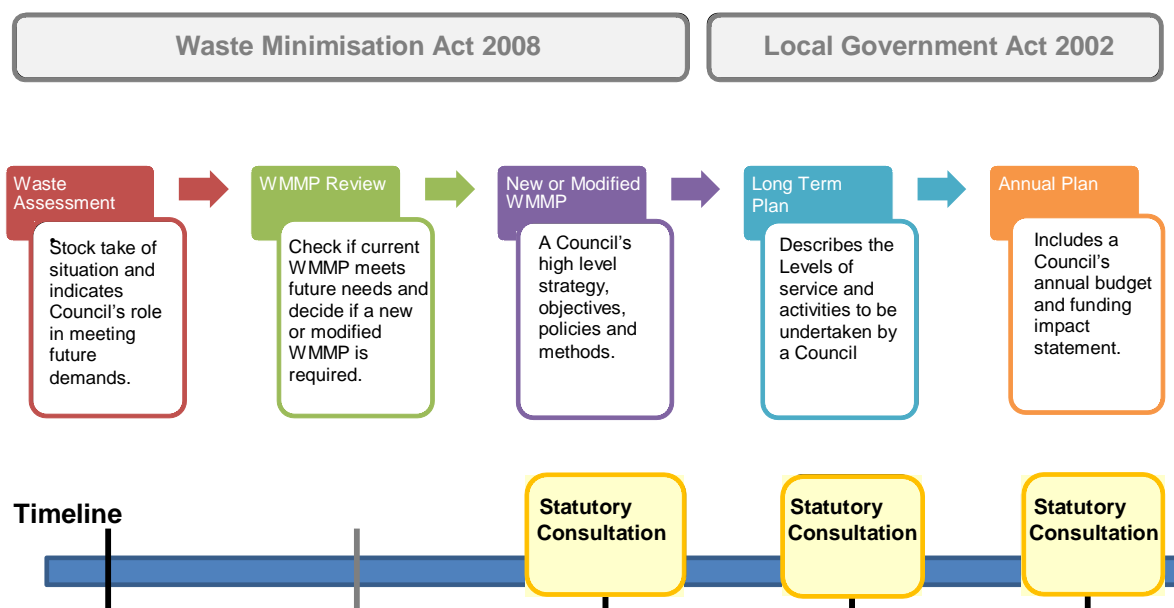 Waste Minimisation Act 2008
Local Government Act 2002
Waste
Assessment
Stock take of
situation and
indicates
Council's role
in meeting
future
demands.
WMMP Review
Check if current
WMMP meets
future needs and
decide if a new
or modified
WMMP is
required.
New or Modified
WMMP
A Council's
high level
strategy,
objectives,
policies and
methods.
Long Term
Plan
Describes the
Levels of
service and
activities to be
undertaken by
a Council
Annual Plan
Includes a
Council's
annual budget
and funding
impact
statement.
Timeline
Statutory
Consultation
Statutory
Consultation
Statutory
Consultation